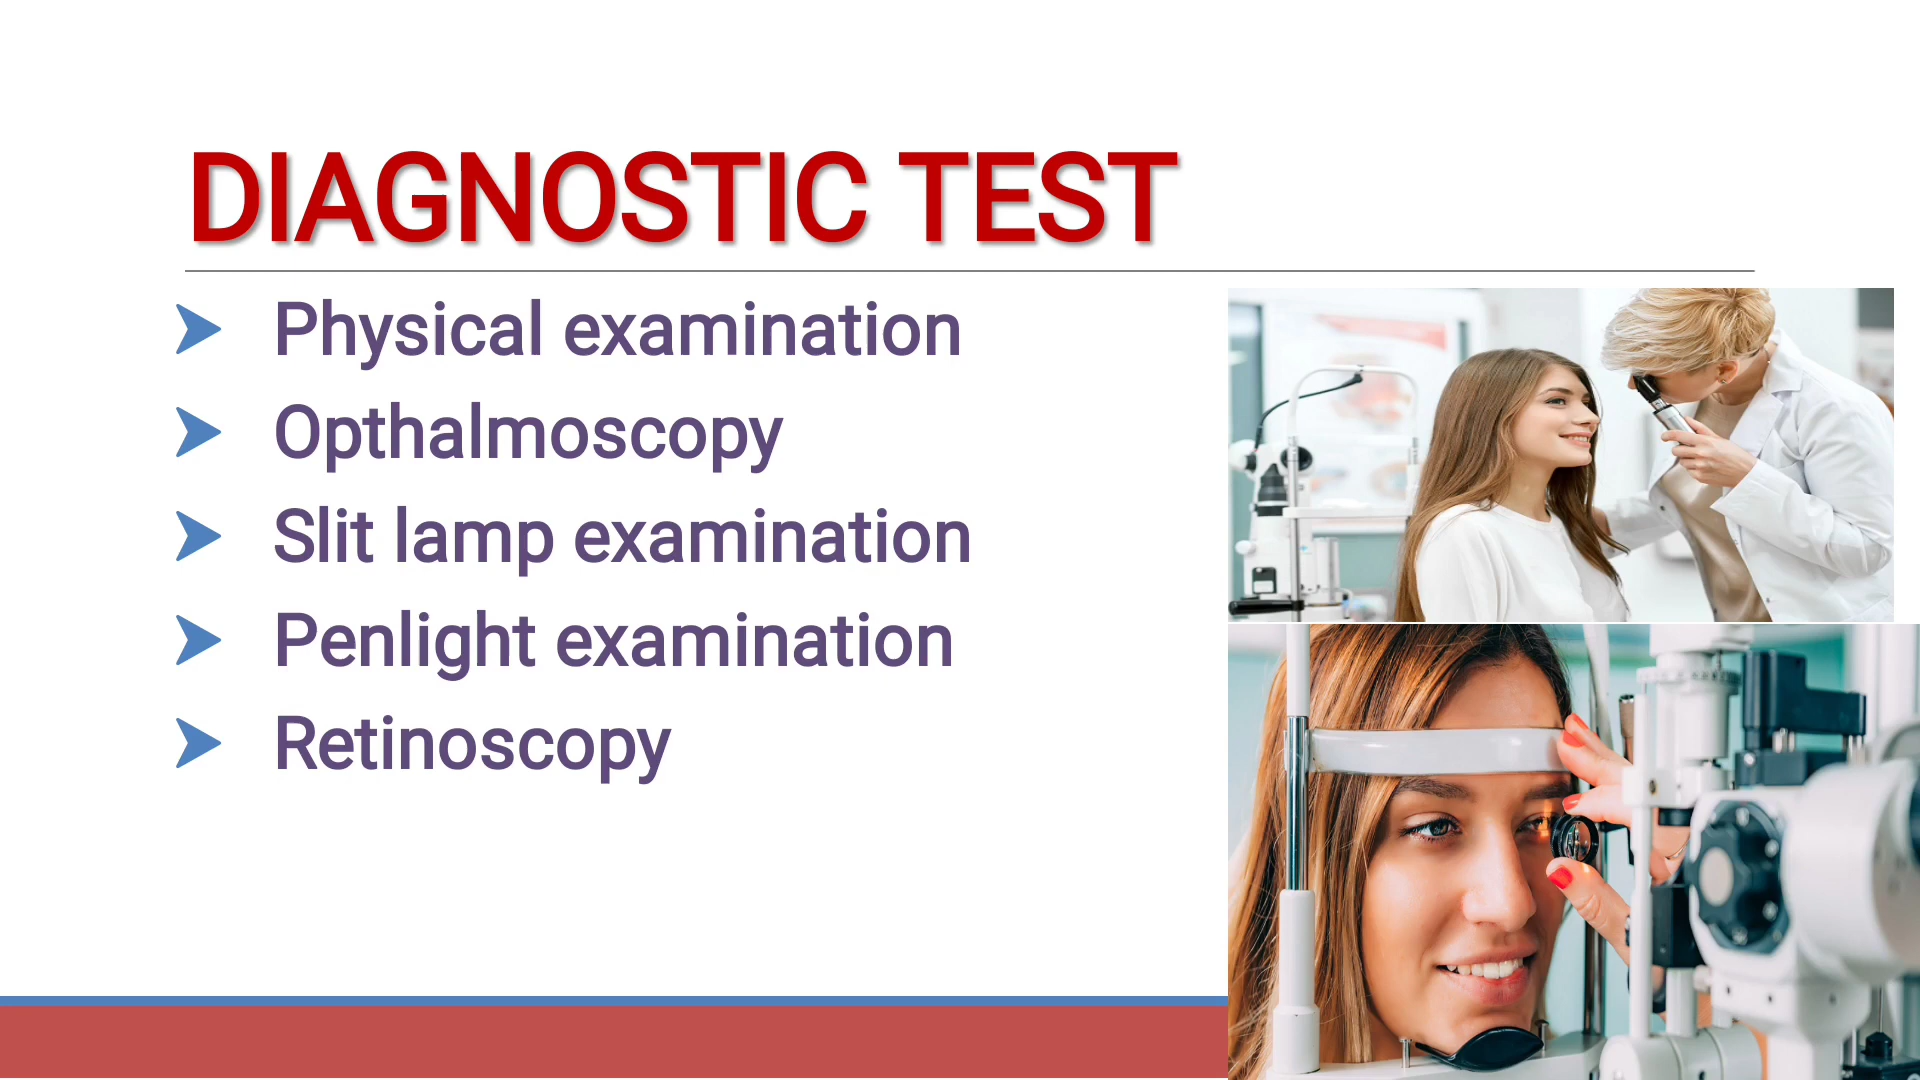 DIAGNOSTIC TEST
Physical examination
Opthalmoscopy
Slit lamp examination
Penlight examination
Retinoscopy